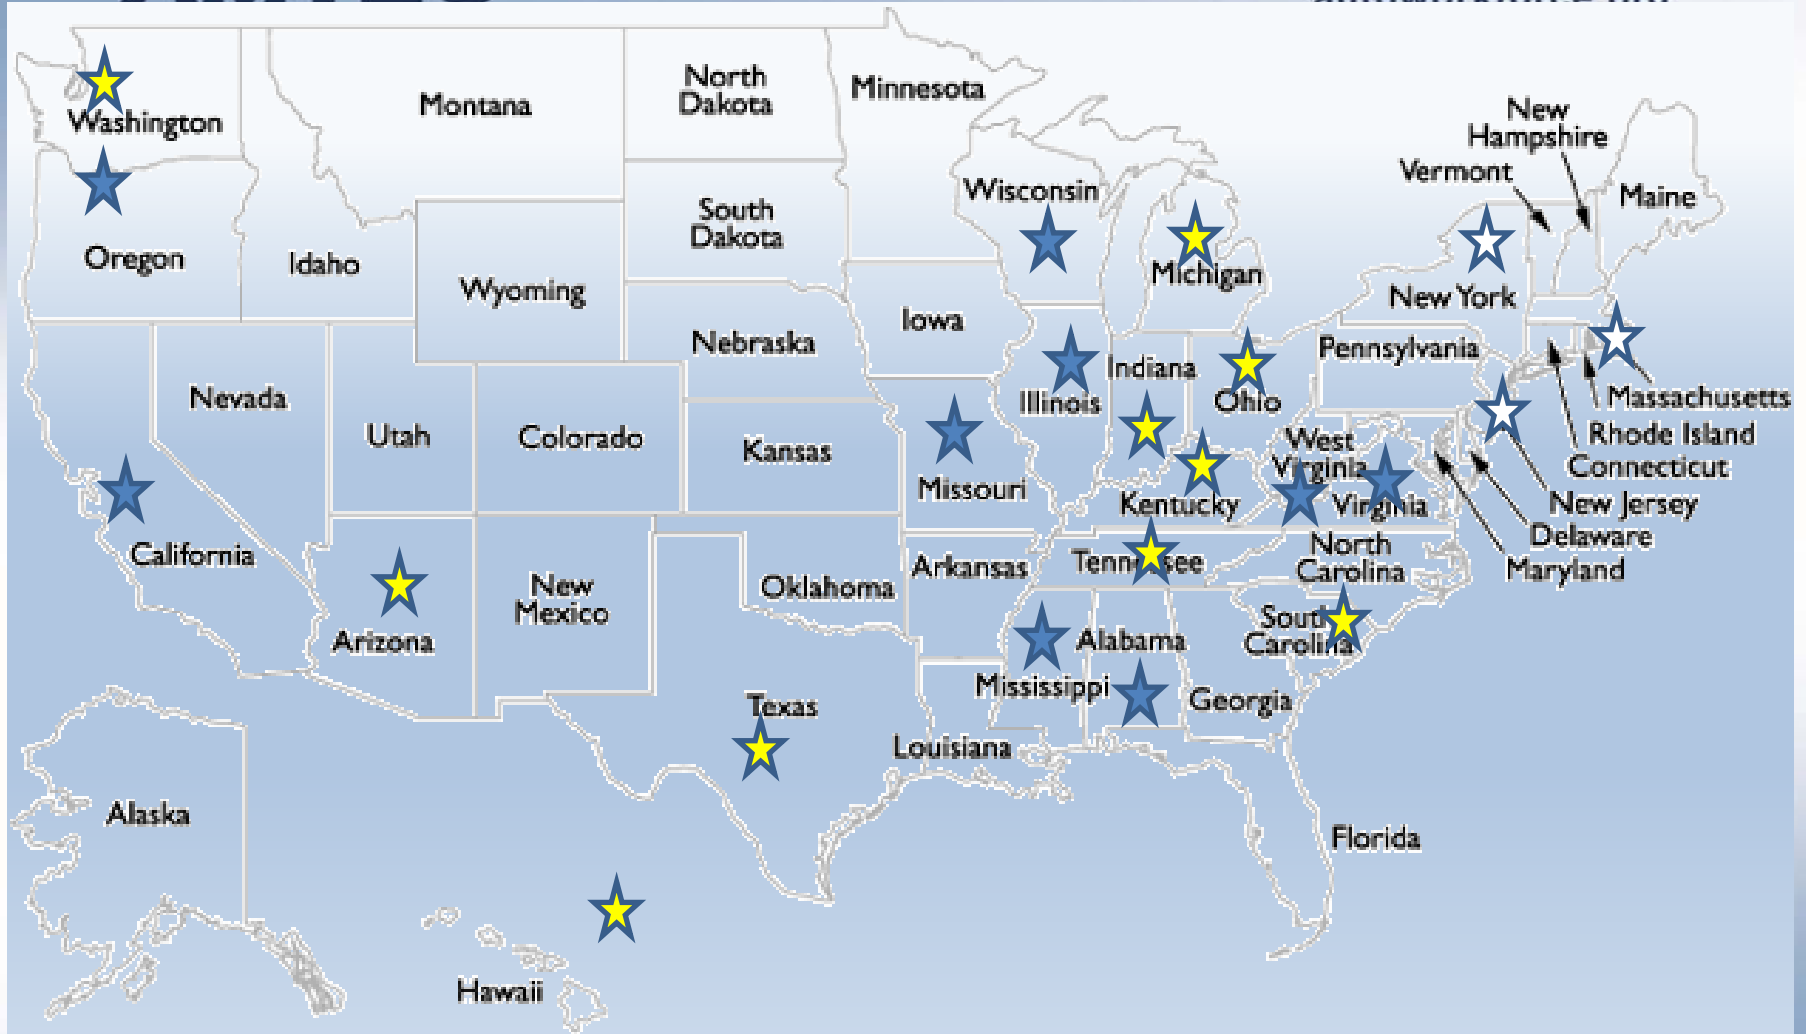 Washington
Montana
North
Dakota
Minnesota
New
Hampshire
Vermont
Maine
Wisconsin
South
Dakota
Oregon
Idaho
Michigan
Wyoming
New York
Iowa
Nebraska
Pennsylvania
Indiana
Nevada
Illinois
Ohio
Massachusetts
Utah
Colorado
Kansas
West
Virginia
Rhode Island
Connecticut
Missouri
Kentucky
Virginia
New Jersey
Delaware
California
North
Carolina
Arkansas
Tennessee
Maryland
New
Mexico
Oklahoma
Arizona
South
Carolina
Alabama
Mississippi
Georgia
Texas
Louisiana
Alaska
Florida
Hawaii